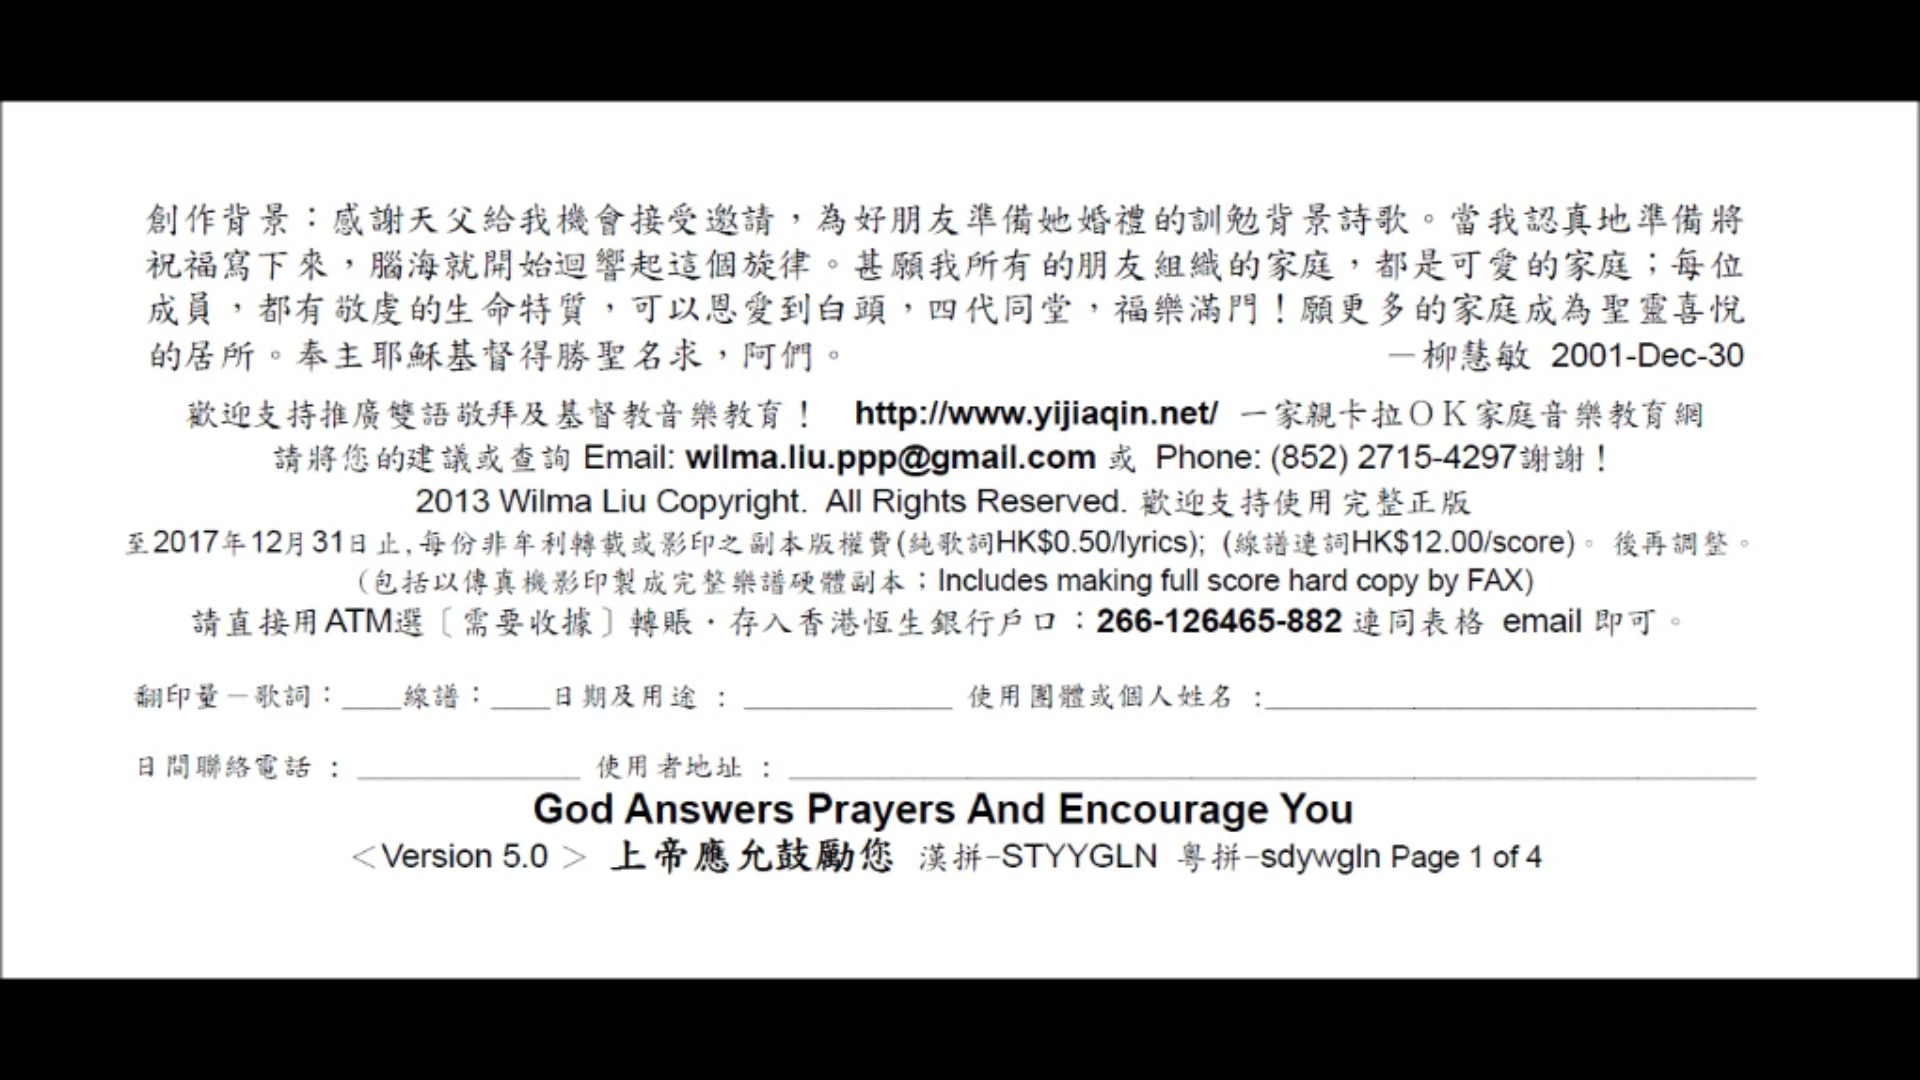 創作背景：感謝天父給我機會接受邀請，為好朋友準備她婚禮的訓勉背景詩歌。當我認真地準備將
祝福寫下來，腦海就開始迴響起這個旋律。甚願我所有的朋友組織的家庭，都是可愛的家庭；每位
成員，都有敬虔的生命特質，可以恩愛到白頭，四代同堂，福樂滿門！願更多的家庭成為聖靈喜悅
的居所。奉主耶穌基督得勝聖名求，阿們。 －柳慧敏 2001-Dec-30
歡迎支持推廣雙語敬拜及基督教音樂教育！ http://www.yijiaqin.net/ 一家親卡拉ＯＫ家庭音樂教育網
請將您的建議或查詢 Email: wilma.liu.ppp@gmail.com 或 Phone: (852) 2715-4297謝謝！
2013 Wilma Liu Copyright. All Rights Reserved. 歡迎支持使用完整正版
至2017年12月31日止,每份非牟利轉載或影印之副本版權費(純歌詞HK$0.50/lyrics); (線譜連詞HK$12.00/score)。後再調整。
(包括以傳真機影印製成完整樂譜硬體副本；Includes making full score hard copy by FAX)
請直接用ATM選〔需要收據〕轉賬．存入香港恆生銀行戶口：266-126465-882 連同表格 email 即可。
翻印量－歌詞：____線譜：____日期及用途 : ______________ 使用團體或個人姓名 :_________________________________
日間聯絡電話 : _______________ 使用者地址 : _________________________________________________________________
God Answers Prayers And Encourage You
＜Version 5.0 ＞ 上帝應允鼓勵您 漢拼-STYYGLN 粵拼-sdywgln Page 1 of 4